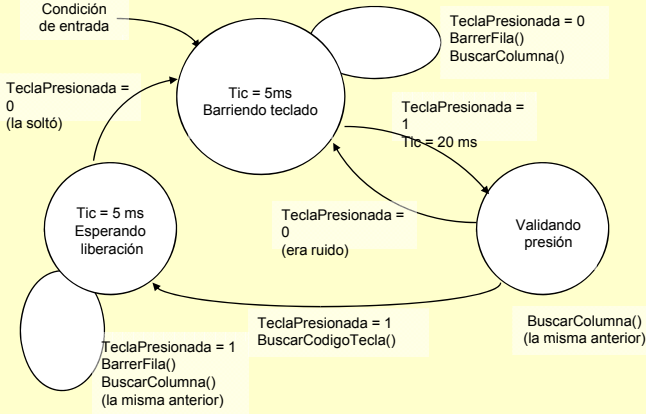 Condición
de entrada
TeclaPresionada = 0
BarrerFila()
BuscarColumna()
Tic = 5ms
Barriendo teclado
TeclaPresionada =
0
(la soltó)
TeclaPresionada =
1
Tic = 20 ms
Tic = 5 ms
Esperando
liberación
TeclaPresionada =
0
(era ruido)
Validando
presión
TeclaPresionada = 1
BuscarCodigoTecla()
BuscarColumna()
(la misma anterior)
TeclaPresionada = 1
BarrerFila()
BuscarColumna()
(la misma anterior)